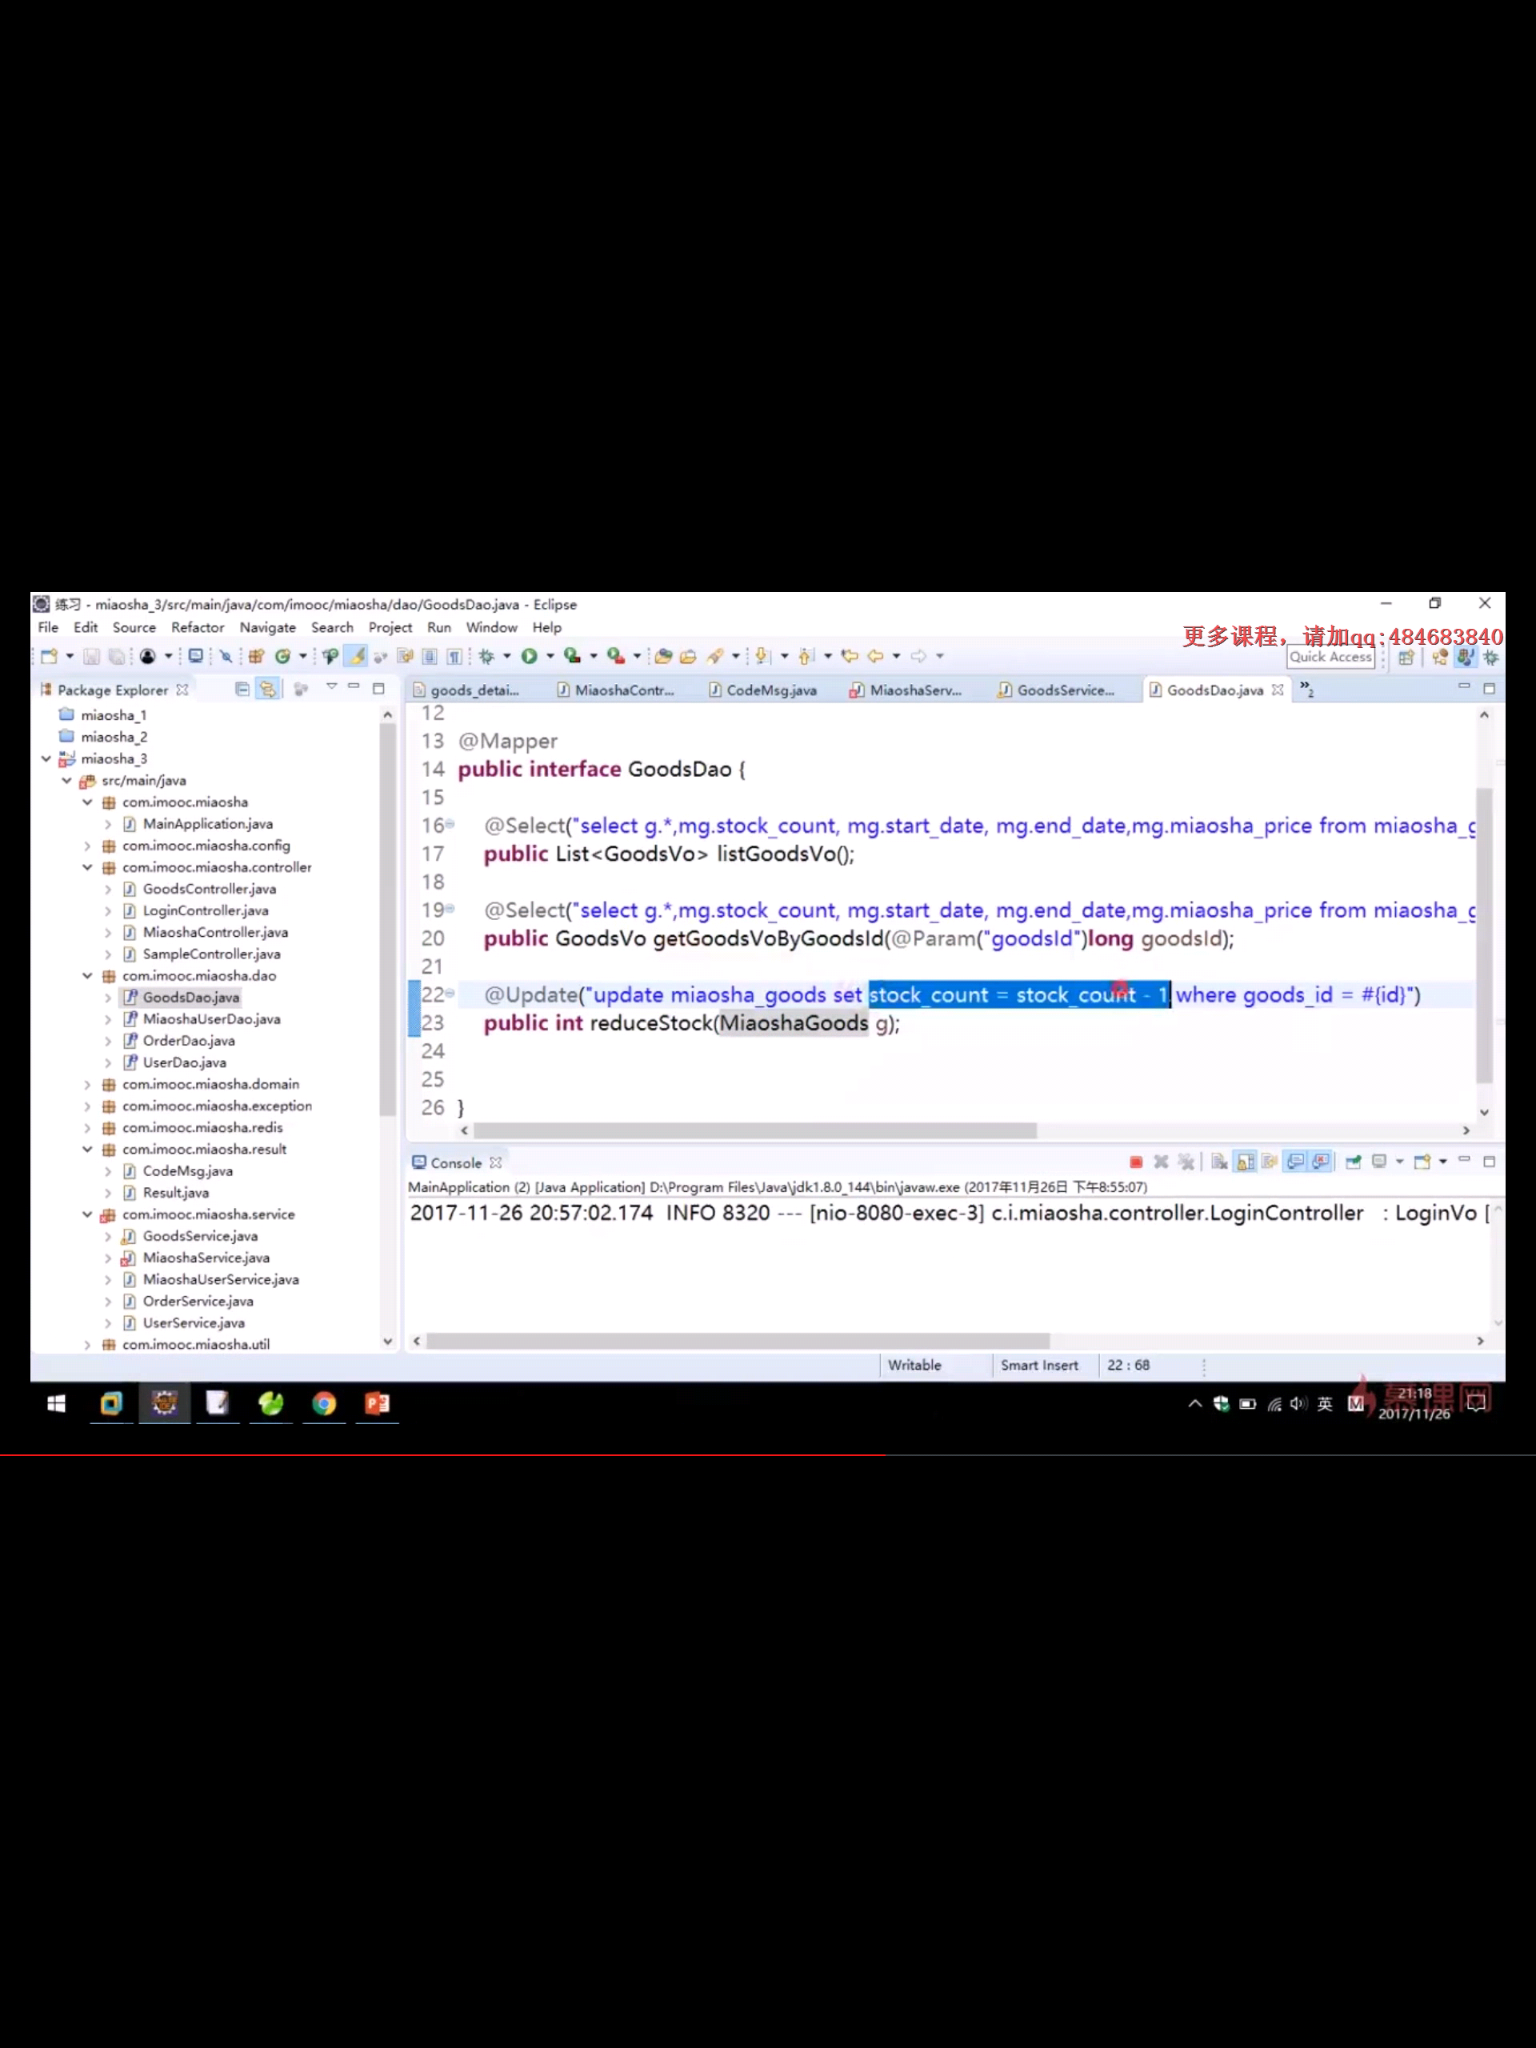 练习 - miaosha_3/src/main/java/com/imooc/miaosha/dao/GoodsDao.java - Eclipse
File Edit Source Refactor Navigate Search Project Run Window Help
更多课程，请加qq:484683840
Quick Access
Package Explorer
miaosha_1
miaosha_2
miaosha_3
src/main/java
com.imooc.miaosha
MainApplication.java
com.imooc.miaosha.config
com.imooc.miaosha.controller
GoodsController.java
LoginController.java
MiaoshaController.java
SampleController.java
com.imooc.miaosha.dao
GoodsDao.java
MiaoshaUserDao.java
OrderDao.java
UserDao.java
com.imooc.miaosha.domain
com.imooc.miaosha.exception
com.imooc.miaosha.redis
com.imooc.miaosha.result
CodeMsg.java
Result.java
com.imooc.miaosha.service
GoodsService.java
MiaoshaService.java
MiaoshaUserService.java
OrderService.java
UserService.java
com.imooc.miaosha.util
goods_detai... MiaoshaContr... CodeMsg.java MiaoshaServ... GoodsService... GoodsDao.java »2
12
13 @Mapper
14 public interface GoodsDao {
15
16 @Select("select g.*,mg.stock_count, mg.start_date, mg.end_date,mg.miaosha_price from miaosha_g
17 public List<GoodsVo> listGoodsVo();
18
19 @Select("select g.*,mg.stock_count, mg.start_date, mg.end_date,mg.miaosha_price from miaosha_g
20 public GoodsVo getGoodsVoByGoodsId(@Param("goodsId")long goodsId);
21
22 @Update("update miaosha_goods set stock_count = stock_count - 1 where goods_id = #{id}")
23 public int reduceStock(MiaoshaGoods g);
24
25
26 }
Console
MainApplication (2) [Java Application] D:\Program Files\Java\jdk1.8.0_144\bin\javaw.exe (2017年11月26日 下午8:55:07)
2017-11-26 20:57:02.174 INFO 8320 --- [nio-8080-exec-3] c.i.miaosha.controller.LoginController : LoginVo [
Writable Smart Insert 22 : 68
英
21:18
2017/11/26
慕课网